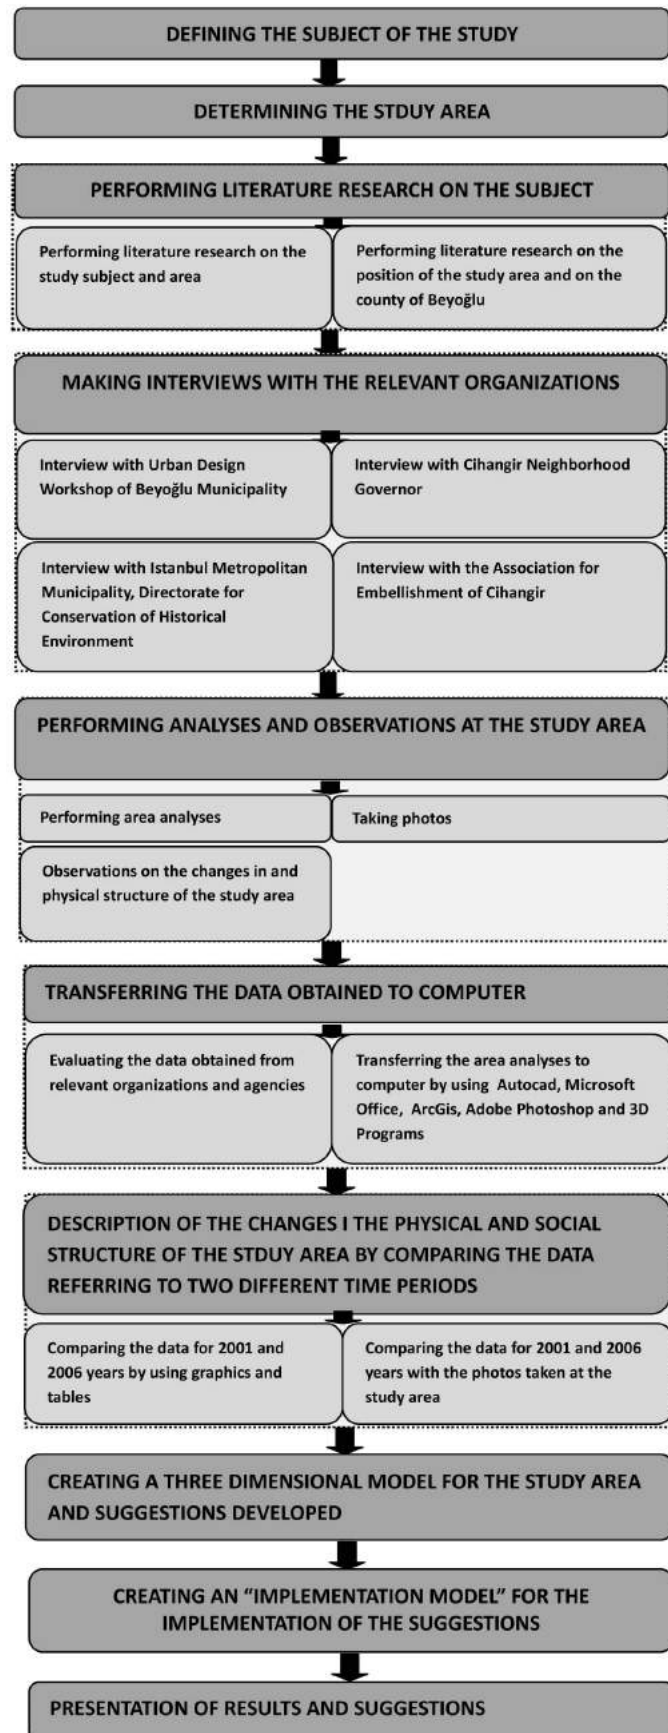 DEFINING THE SUBJECT OF THE STUDY
DETERMINING THE STDUY AREA
PERFORMING LITERATURE RESEARCH ON THE SUBJECT
Performing literature research on the
study subject and area
Performing literature research on the
position of the study area and on the
county of Beyoğlu
MAKING INTERVIEWS WITH THE RELEVANT ORGANIZATIONS
Interview with Urban Design
Workshop of Beyoğlu Municipality
Interview with Cihangir Neighborhood
Governor
Interview with Istanbul Metropolitan
Municipality, Directorate for
Conservation of Historical
Environment
Interview with the Association for
Embellishment of Cihangir
PERFORMING ANALYSES AND OBSERVATIONS AT THE STUDY AREA
Performing area analyses
Taking photos
Observations on the changes in and
physical structure of the study area
TRANSFERRING THE DATA OBTAINED TO COMPUTER
Evaluating the data obtained from
relevant organizations and agencies
Transferring the area analyses to
computer by using Autocad, Microsoft
Office, ArcGis, Adobe Photoshop and 3D
Programs
DESCRIPTION OF THE CHANGES I THE PHYSICAL AND SOCIAL
STRUCTURE OF THE STDUY AREA BY COMPARING THE DATA
REFERRING TO TWO DIFFERENT TIME PERIODS
Comparing the data for 2001 and
2006 years by using graphics and
tables
Comparing the data for 2001 and 2006
years with the photos taken at the
study area
CREATING A THREE DIMENSIONAL MODEL FOR THE STUDY AREA
AND SUGGESTIONS DEVELOPED
CREATING AN “IMPLEMENTATION MODEL” FOR THE
IMPLEMENTATION OF THE SUGGESTIONS
PRESENTATION OF RESULTS AND SUGGESTIONS